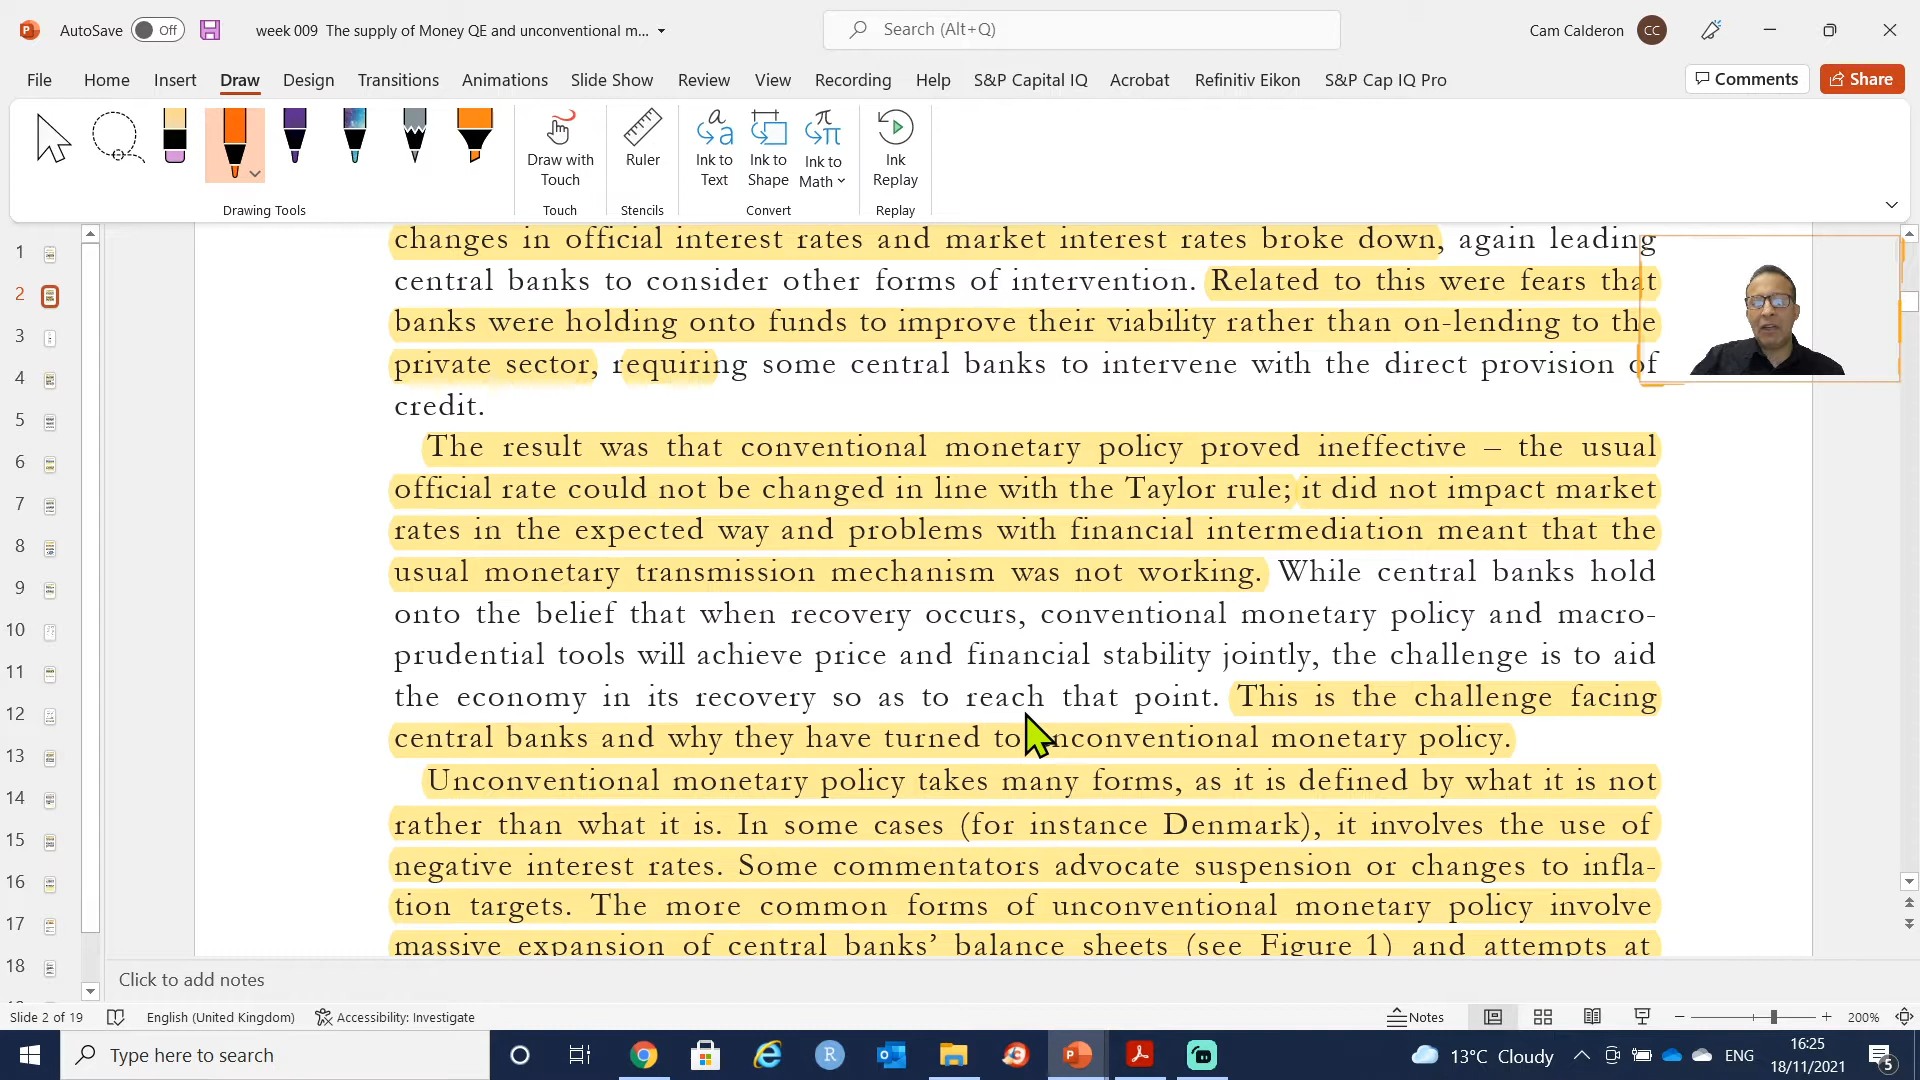 AutoSave Off week 009 The supply of Money QE and unconventional m... Search (Alt+Q) Cam Calderon CC
File Home Insert Draw Design Transitions Animations Slide Show Review View Recording Help S&P Capital IQ Acrobat Refinitiv Eikon S&P Cap IQ Pro Comments Share
Draw with Touch
Ruler
Ink to Text
Ink to Shape
Ink to Math
Ink Replay
Drawing Tools Touch Stencils Convert Replay
1
2
3
4
5
6
7
8
9
10
11
12
13
14
15
16
17
18
changes in official interest rates and market interest rates broke down, again leading
central banks to consider other forms of intervention. Related to this were fears that
banks were holding onto funds to improve their viability rather than on-lending to the
private sector, requiring some central banks to intervene with the direct provision of
credit.
The result was that conventional monetary policy proved ineffective – the usual
official rate could not be changed in line with the Taylor rule; it did not impact market
rates in the expected way and problems with financial intermediation meant that the
usual monetary transmission mechanism was not working. While central banks hold
onto the belief that when recovery occurs, conventional monetary policy and macro-
prudential tools will achieve price and financial stability jointly, the challenge is to aid
the economy in its recovery so as to reach that point. This is the challenge facing
central banks and why they have turned to unconventional monetary policy.
Unconventional monetary policy takes many forms, as it is defined by what it is not
rather than what it is. In some cases (for instance Denmark), it involves the use of
negative interest rates. Some commentators advocate suspension or changes to infla-
tion targets. The more common forms of unconventional monetary policy involve
massive expansion of central banks' balance sheets (see Figure 1) and attempts at
Click to add notes
Slide 2 of 19 English (United Kingdom) Accessibility: Investigate Notes 200%
Type here to search 13°C Cloudy ENG 16:25
18/11/2021 5